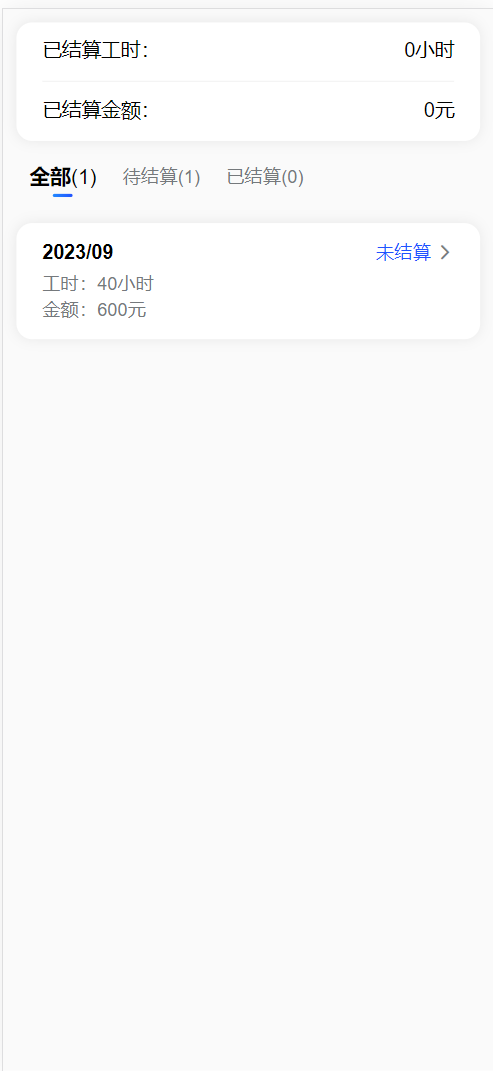 已结算工时： 0小时
已结算金额： 0元
全部(1) 待结算(1) 已结算(0)
2023/09 未结算
工时：40小时
金额：600元